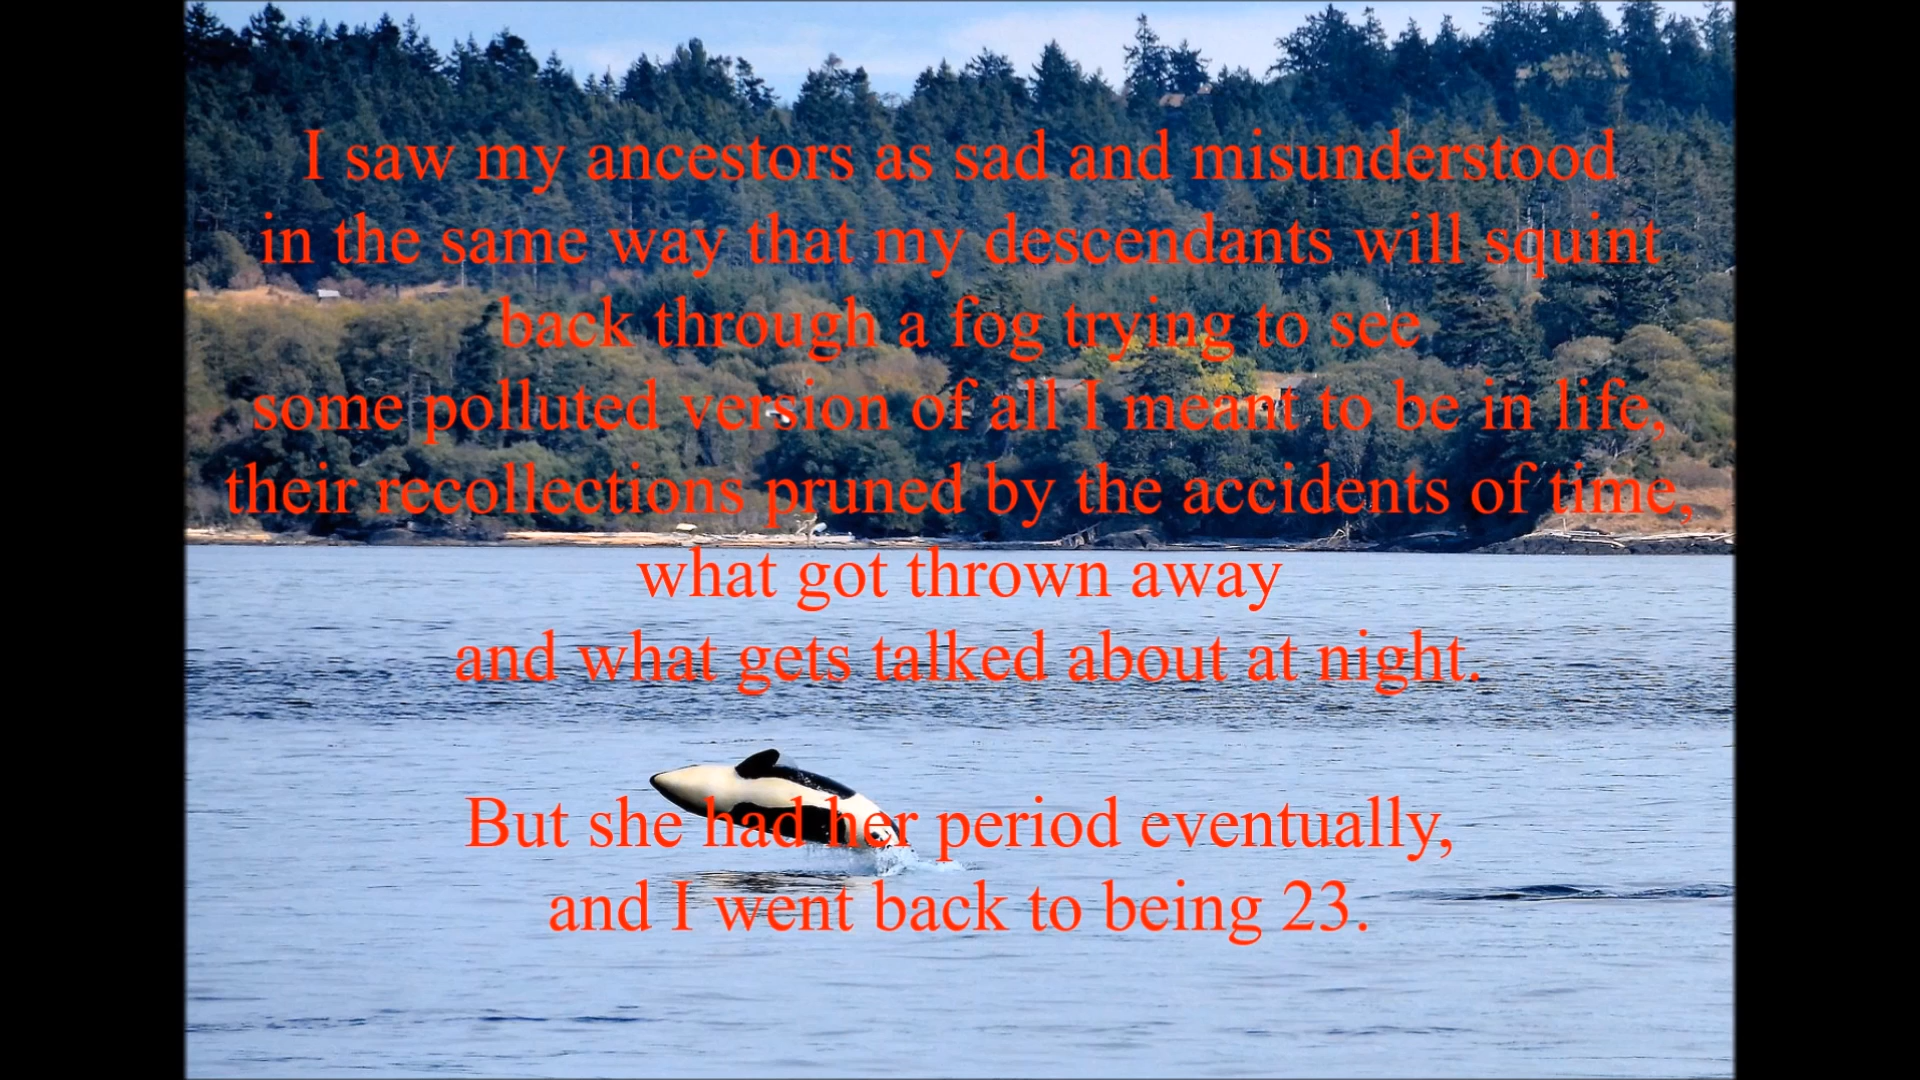 I saw my ancestors as sad and misunderstood
in the same way that my descendants will squint
back through a fog trying to see
some polluted version of all I meant to be in life,
their recollections pruned by the accidents of time,
what got thrown away
and what gets talked about at night.
But she had her period eventually,
and I went back to being 23.